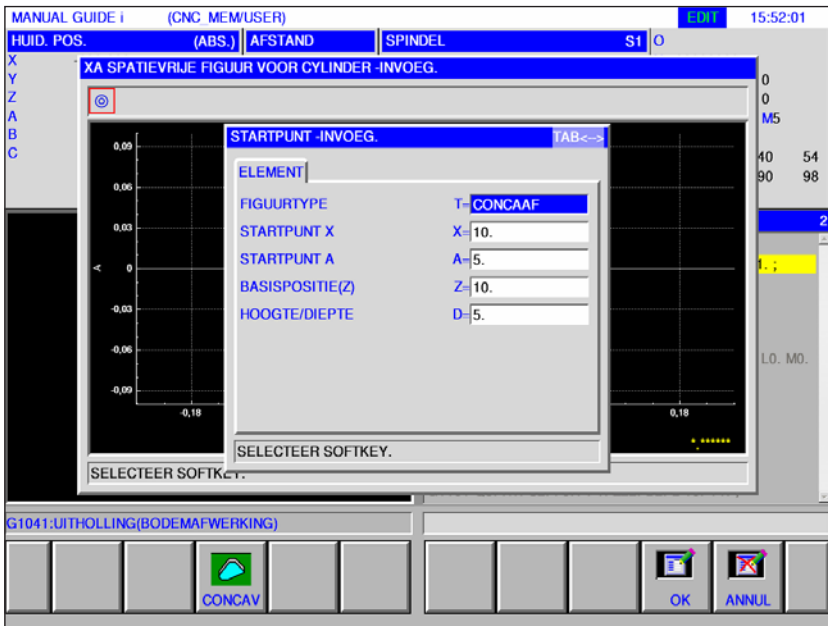 MANUAL GUIDE i (CNC_MEM/USER) EDIT 15:52:01
HUID. POS. (ABS.) AFSTAND SPINDEL S1 O
X
Y
Z
A
B
C
0
0
M5
40 54
90 98
2
1. ;
L0. M0.
XA SPATIEVRIJE FIGUUR VOOR CYLINDER -INVOEG.
0,09
0,06
0,03
A 0
-0,03
-0,06
-0,09
-0,18 0,18
*.******
STARTPUNT -INVOEG. TAB<-->
ELEMENT
FIGUURTYPE T= CONCAAF
STARTPUNT X X= 10.
STARTPUNT A A= 5.
BASISPOSITIE(Z) Z= 10.
HOOGTE/DIEPTE D= 5.
SELECTEER SOFTKEY.
SELECTEER SOFTKEY.
G1041:UITHOLLING(BODEMAFWERKING)
CONCAV OK ANNUL